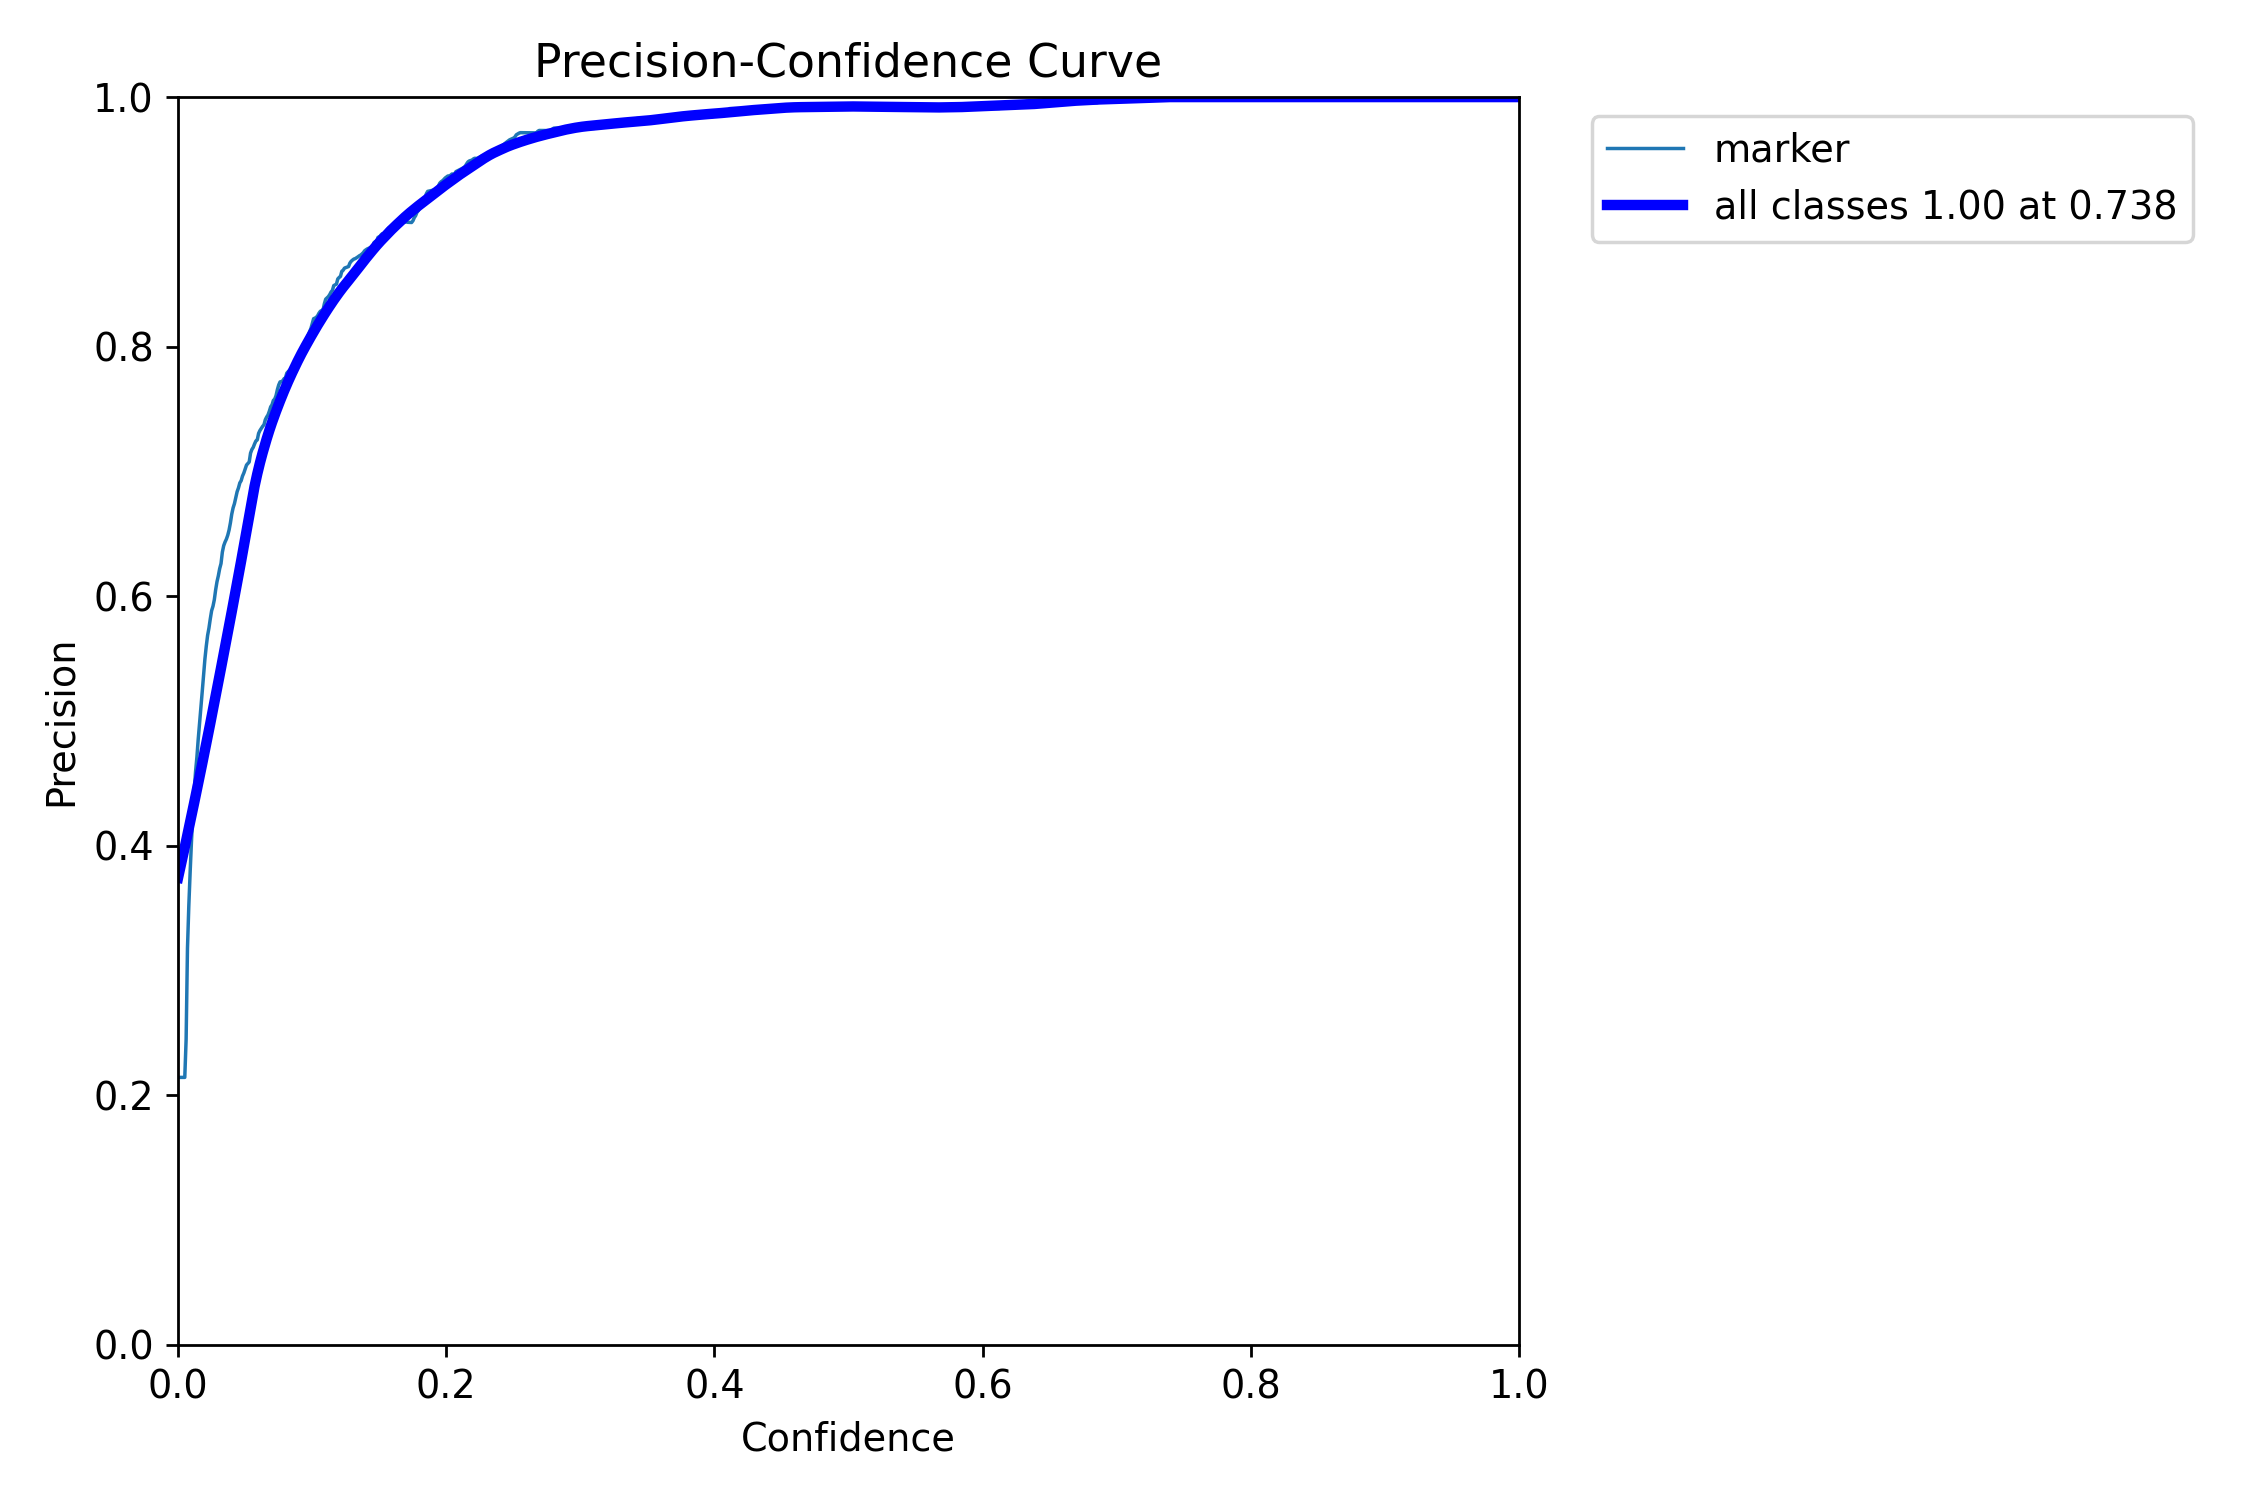 Precision-Confidence Curve
1.0
0.8
0.6
0.4
0.2
0.0
Precision
0.0 0.2 0.4 0.6 0.8 1.0
Confidence
marker
all classes 1.00 at 0.738